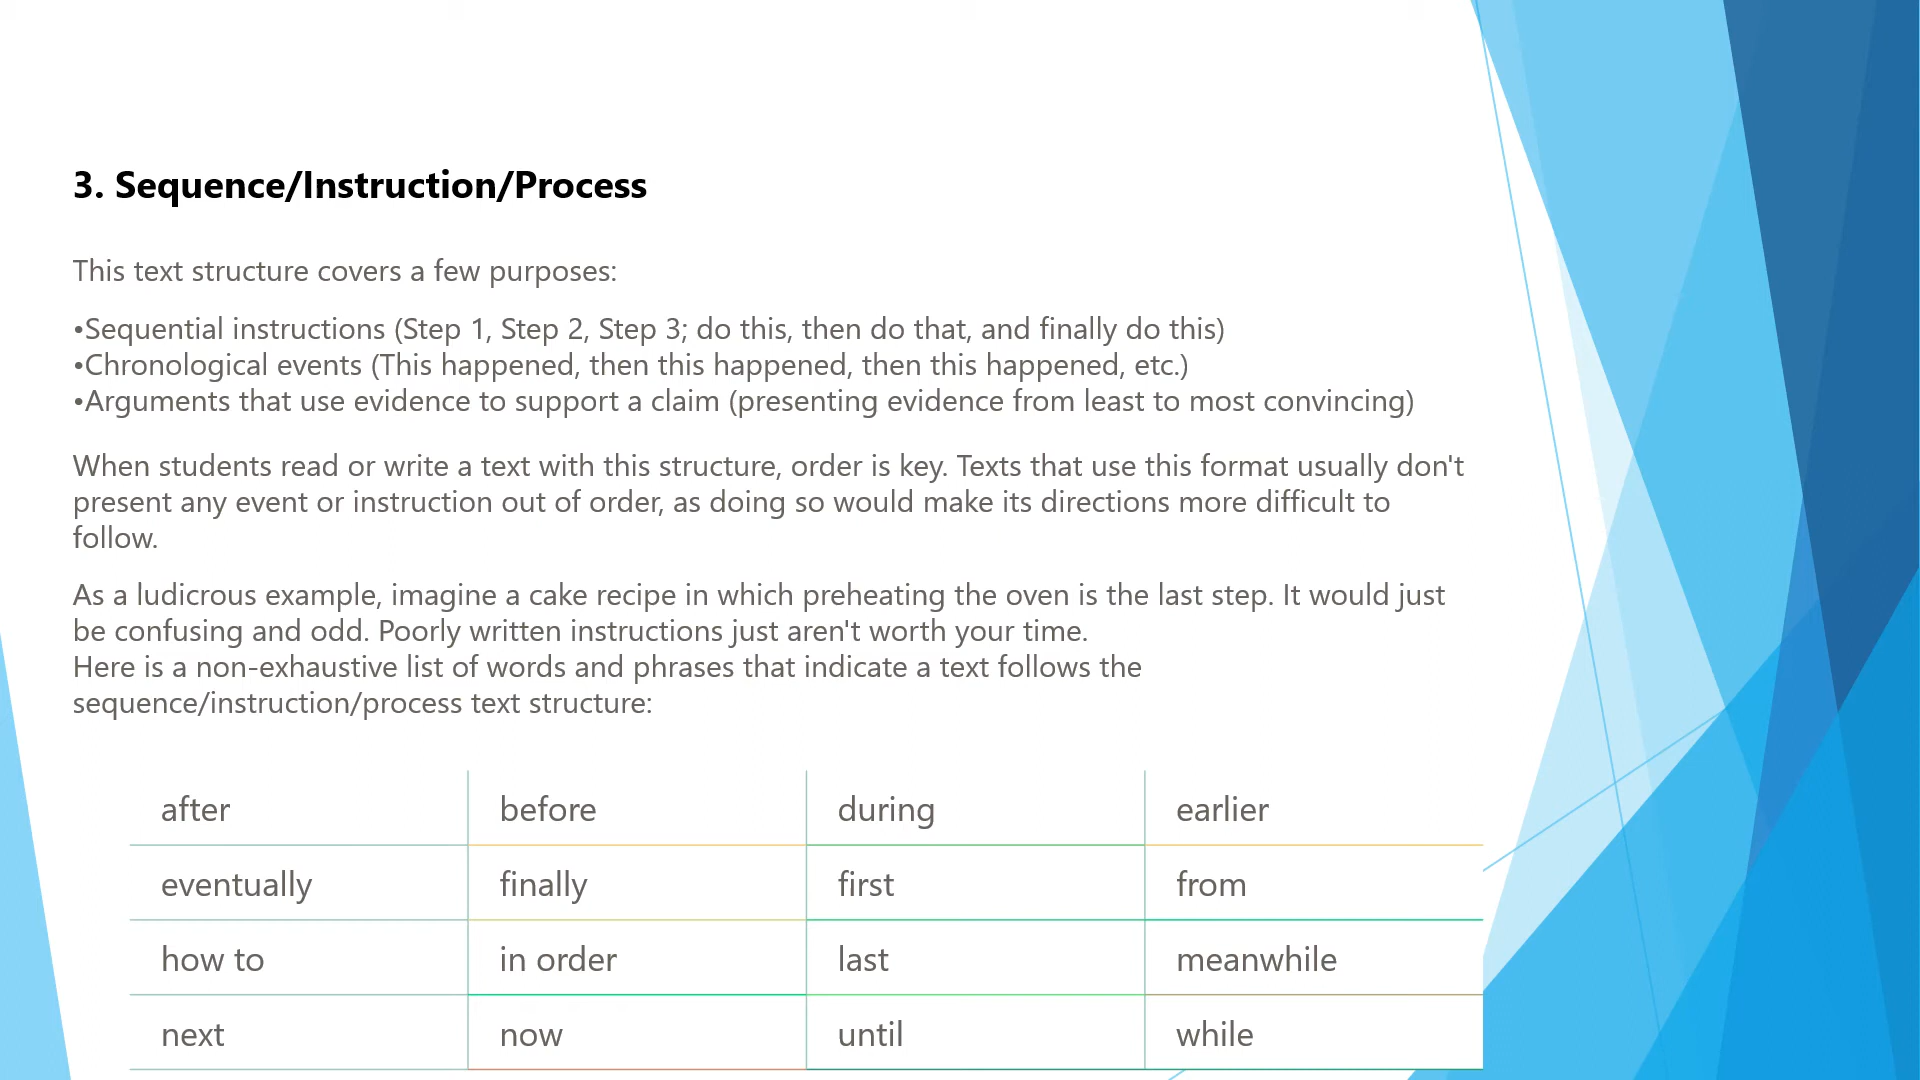 3. Sequence/Instruction/Process
This text structure covers a few purposes:
•Sequential instructions (Step 1, Step 2, Step 3; do this, then do that, and finally do this)
•Chronological events (This happened, then this happened, then this happened, etc.)
•Arguments that use evidence to support a claim (presenting evidence from least to most convincing)
When students read or write a text with this structure, order is key. Texts that use this format usually don't
present any event or instruction out of order, as doing so would make its directions more difficult to
follow.
As a ludicrous example, imagine a cake recipe in which preheating the oven is the last step. It would just
be confusing and odd. Poorly written instructions just aren't worth your time.
Here is a non-exhaustive list of words and phrases that indicate a text follows the
sequence/instruction/process text structure:
after before during earlier
eventually finally first from
how to in order last meanwhile
next now until while